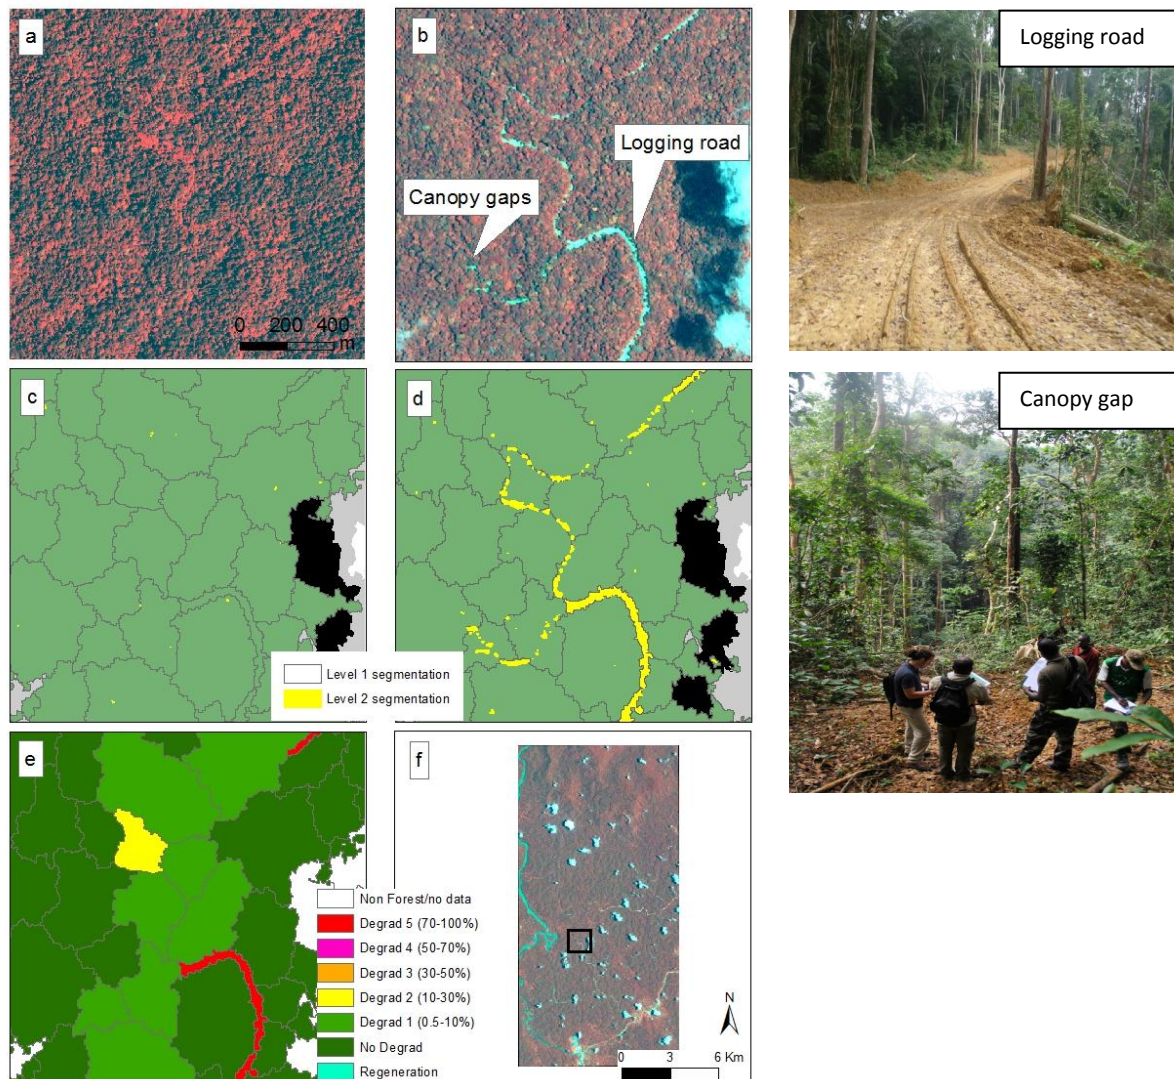 a
b
Logging road
Logging road
Canopy gaps
0 200 400
m
c
d
Canopy gap
Level 1 segmentation
Level 2 segmentation
e
f
Non Forest/no data
Degrad 5 (70-100%)
Degrad 4 (50-70%)
Degrad 3 (30-50%)
Degrad 2 (10-30%)
Degrad 1 (0.5-10%)
No Degrad
Regeneration
N
0 3 6 Km